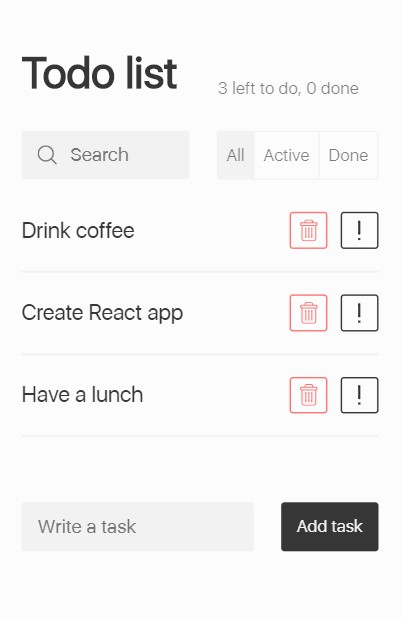 Todo list
3 left to do, 0 done
Search
All
Active
Done
Drink coffee
!
Create React app
!
Have a lunch
!
Write a task
Add task